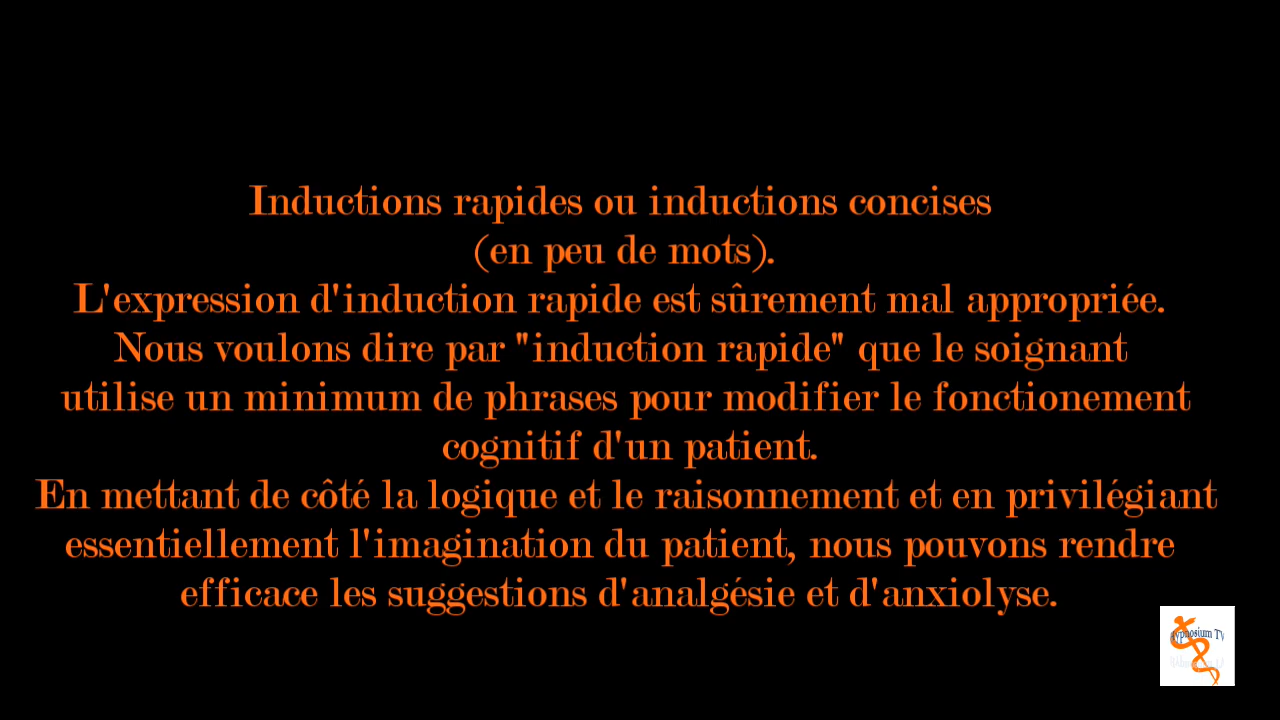 Inductions rapides ou inductions concises
(en peu de mots).
L'expression d'induction rapide est sûrement mal appropriée.
Nous voulons dire par "induction rapide" que le soignant
utilise un minimum de phrases pour modifier le fonctionement
cognitif d'un patient.
En mettant de côté la logique et le raisonnement et en privilégiant
essentiellement l'imagination du patient, nous pouvons rendre
efficace les suggestions d'analgésie et d'anxiolyse.
Hypnosium TV